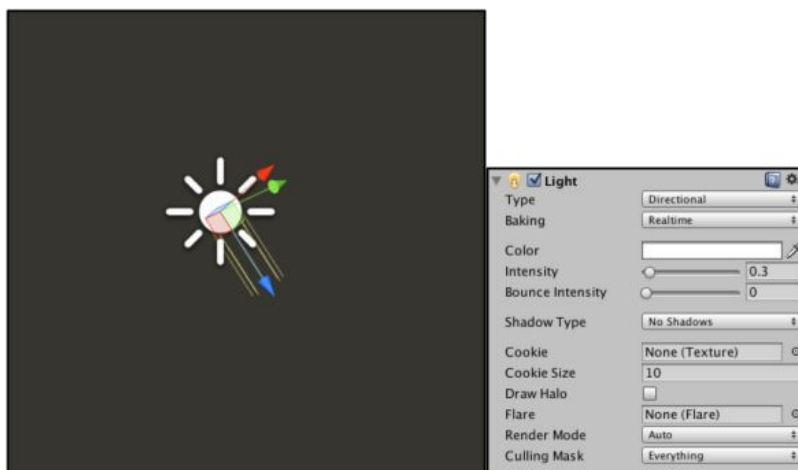 Light
Type Directional
Baking Realtime
Color
Intensity 0.3
Bounce Intensity 0
Shadow Type No Shadows
Cookie None (Texture)
Cookie Size 10
Draw Halo
Flare None (Flare)
Render Mode Auto
Culling Mask Everything